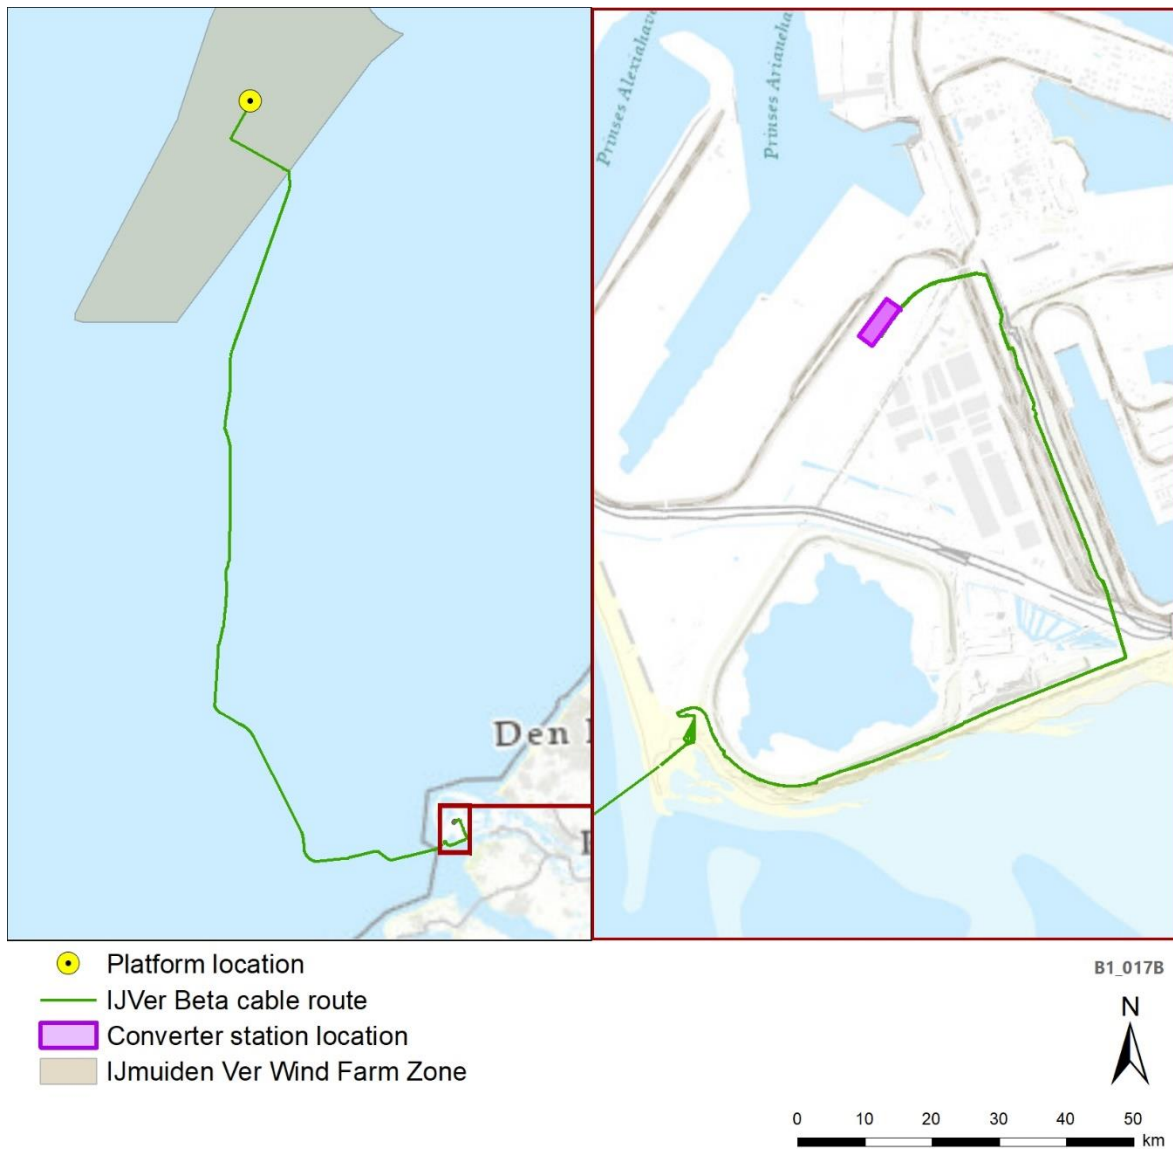 Prinses Alexiahave
Prinses Arianeha
Den
Platform location
IJVer Beta cable route
Converter station location
IJmuiden Ver Wind Farm Zone
B1_017B
N
0 10 20 30 40 50
km